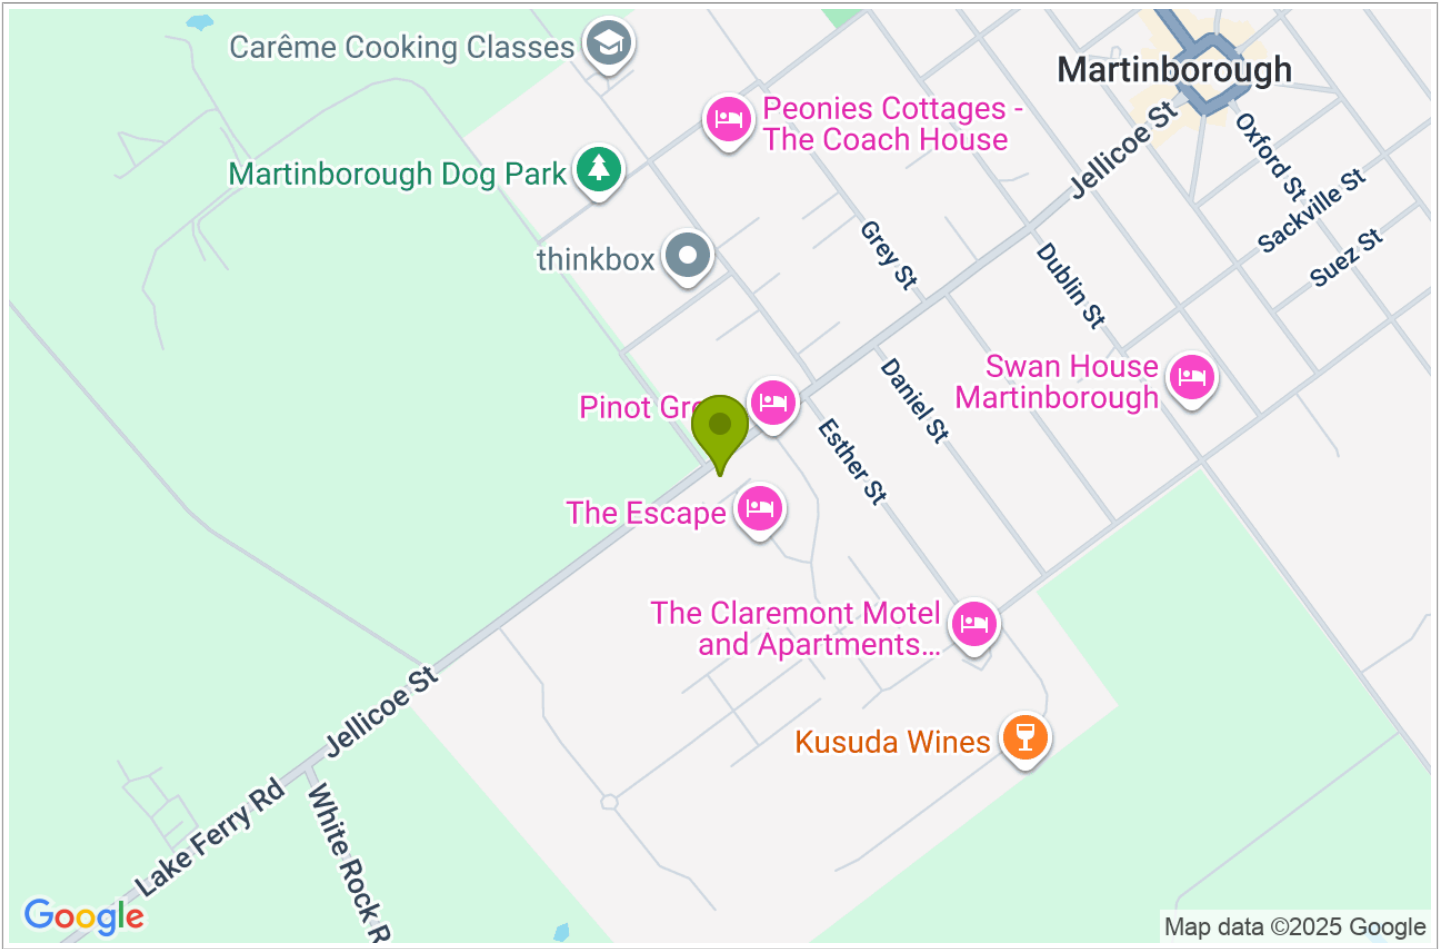 Carême Cooking Classes
Martinborough
Peonies Cottages -
The Coach House
Jellicoe St
Oxford St
Martinborough Dog Park
Sackville St
Grey St
Suez St
thinkbox
Dublin St
Swan House
Martinborough
Daniel St
Pinot Gre
Esther St
The Escape
The Claremont Motel
and Apartments...
Jellicoe St
Kusuda Wines
Lake Ferry Rd
White Rock R
Google
Map data ©2025 Google